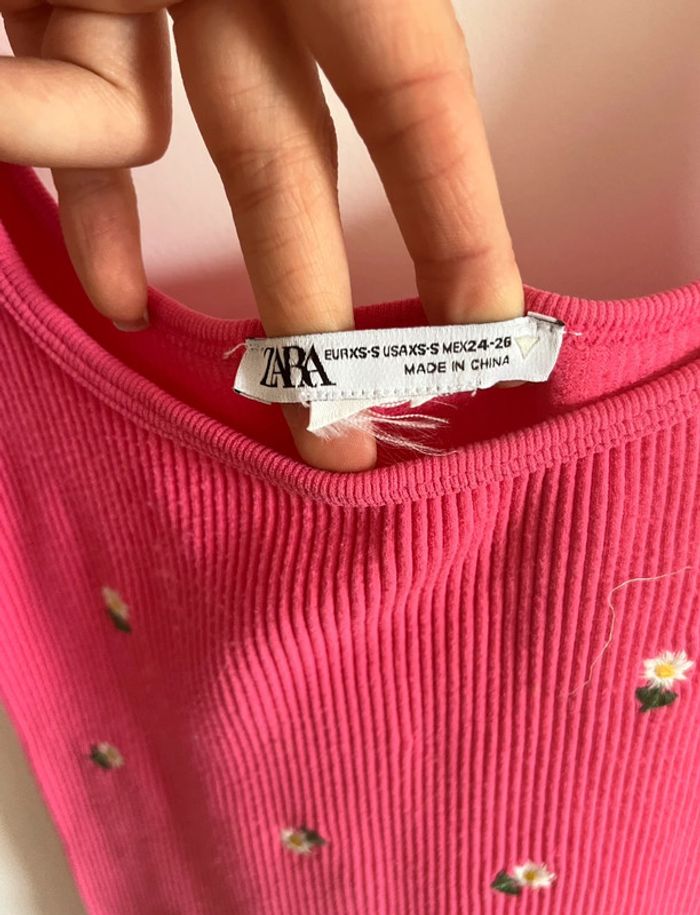 ZARA
EURXS-S USAXS-S MEX24-26
MADE IN CHINA